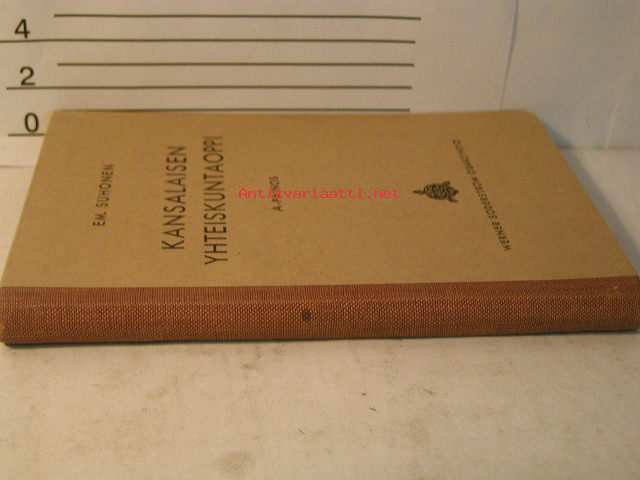 4
2
0
EM. SUHONEN
KANSALAISEN
YHTEISKUNTAOPPI
A-PAINOS
WERNER SÖDERSTRÖM OSAKEYHTIÖ
Antikvariaatti.net